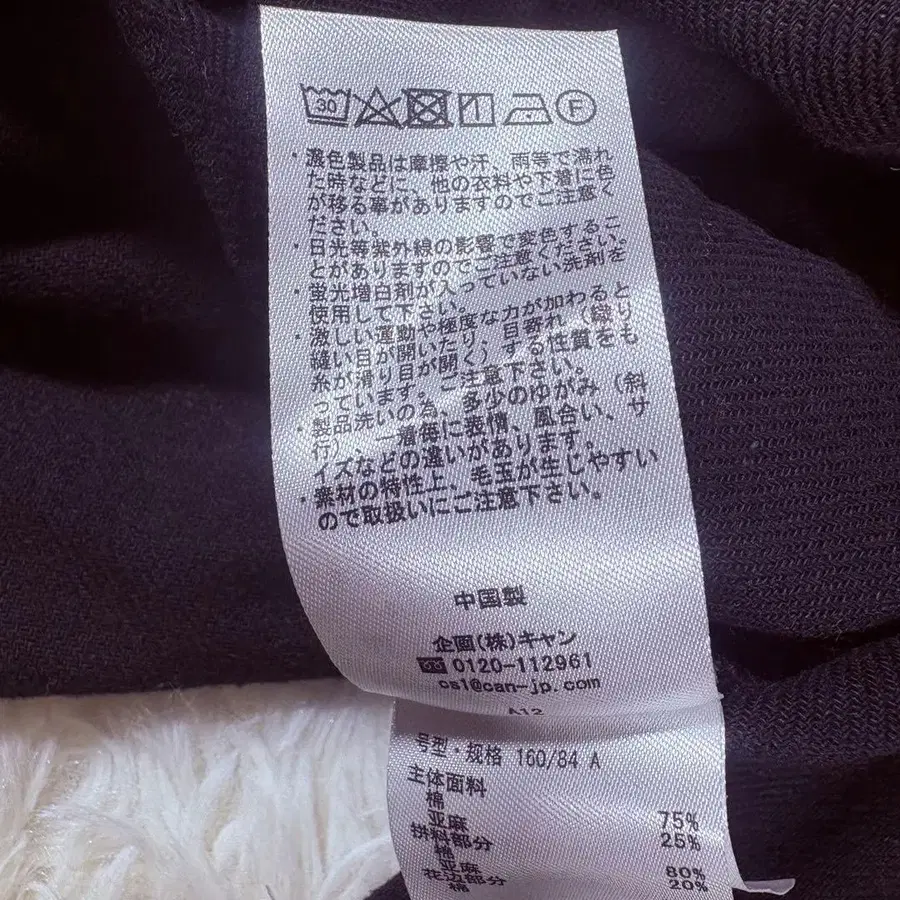 30 F
・濃色製品は摩擦や汗、雨等で濡れ
た時などに、他の衣料や下着に色
が移る事がありますのでご注意く
ださい。
・日光等紫外線の影響で変色するこ
とがありますのでご注意ください。
・蛍光増白剤が入っていない洗剤を
使用して下さい。
・激しい運動や極度な力が加わると
縫い目が開いたり、目寄れ(織り
糸が滑り目が開く)する性質をも
っています。ご注意下さい。
・製品洗いの為、多少のゆがみ(斜
行)、一着毎に表情、風合い、サ
イズなどの違いがあります。
・素材の特性上、毛玉が生じやすい
ので取扱いにご注意下さい。
中国製
企画(株)キャン
0120-112961
cs1@can-jp.com
A12
号型・规格 160/84 A
主体面料
棉 75%
亚麻 25%
拼料部分
棉 80%
亚麻 20%
花边部分
棉